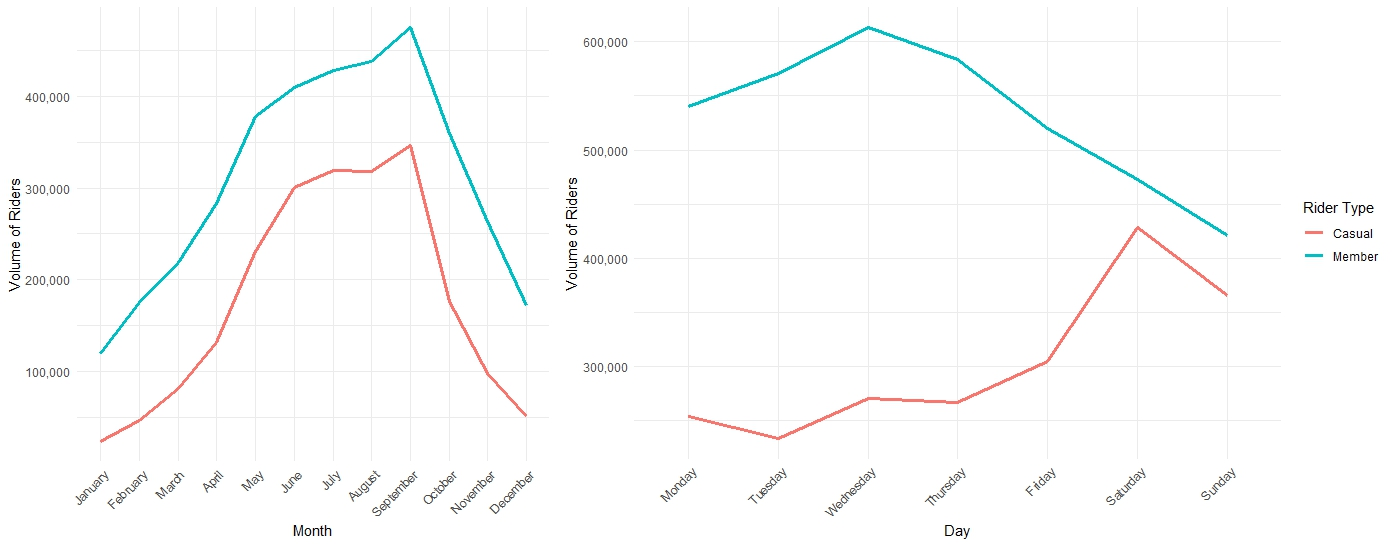 Volume of Riders
400,000
300,000
200,000
100,000
January
February
March
April
May
June
July
August
September
October
November
December
Month
Volume of Riders
600,000
500,000
400,000
300,000
Monday
Tuesday
Wednesday
Thursday
Friday
Saturday
Sunday
Day
Rider Type
Casual
Member